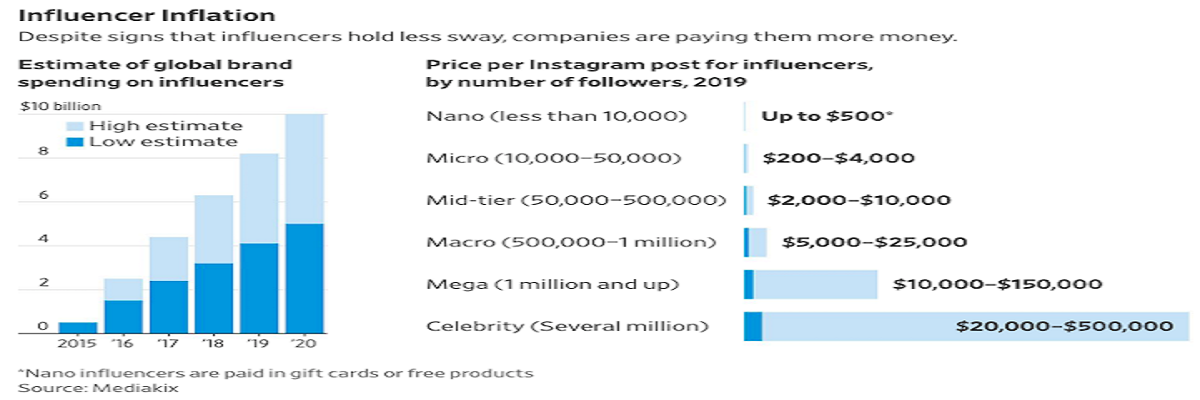 Influencer Inflation
Despite signs that influencers hold less sway, companies are paying them more money.
Estimate of global brand
spending on influencers
$10 billion
High estimate
Low estimate
8
6
4
2
0
2015 ’16 ’17 ’18 ’19 ’20
Price per Instagram post for influencers,
by number of followers, 2019
Nano (less than 10,000) Up to $500*
Micro (10,000–50,000) $200–$4,000
Mid-tier (50,000–500,000) $2,000–$10,000
Macro (500,000–1 million) $5,000–$25,000
Mega (1 million and up) $10,000–$150,000
Celebrity (Several million) $20,000–$500,000
*Nano influencers are paid in gift cards or free products
Source: Mediakix